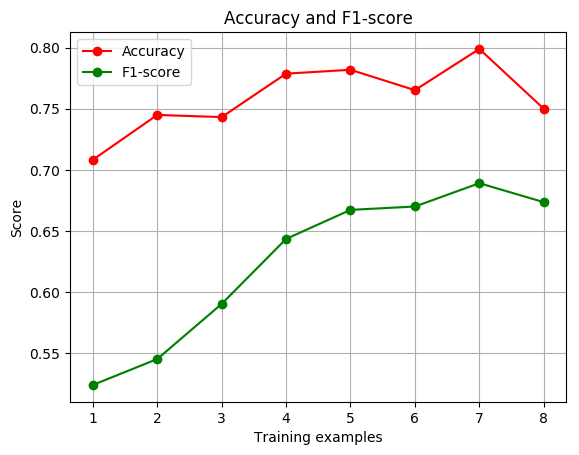 Accuracy and F1-score
Accuracy
F1-score
0.80
0.75
0.70
0.65
0.60
0.55
Score
1 2 3 4 5 6 7 8
Training examples